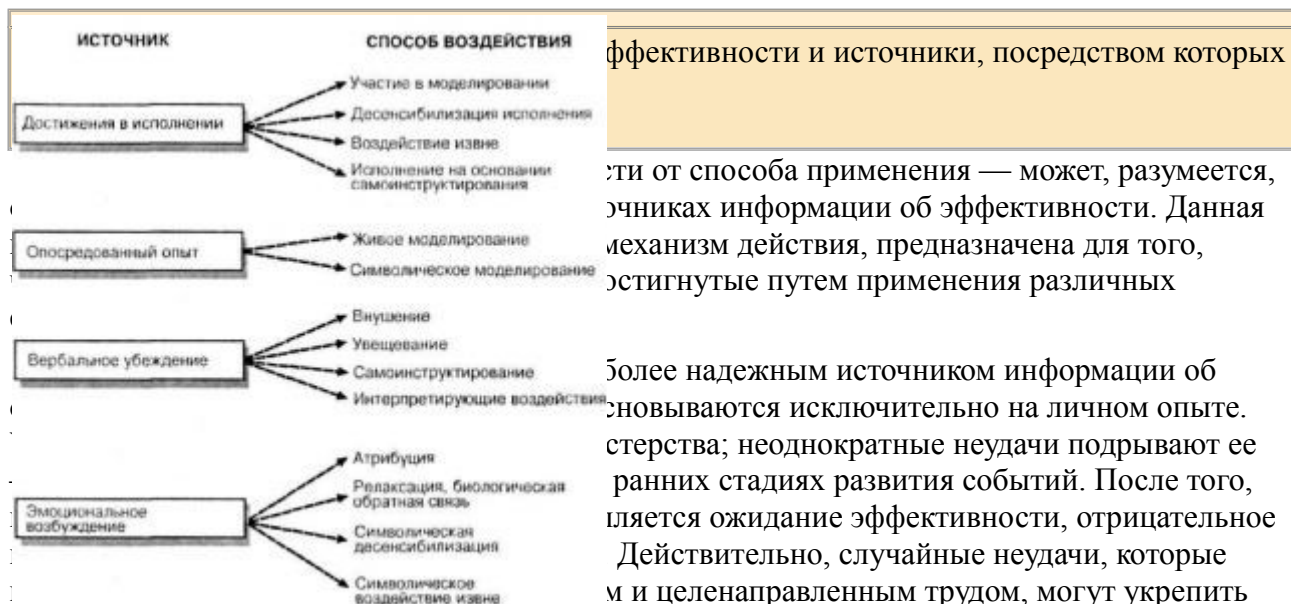 ИСТОЧНИК
СПОСОБ ВОЗДЕЙСТВИЯ
Достижения в исполнении
Участие в моделировании
Десенсибилизация исполнения
Воздействие извне
Исполнение на основании
самоинструктирования
Опосредованный опыт
Живое моделирование
Символическое моделирование
Вербальное убеждение
Внушение
Увещевание
Самоинструктирование
Интерпретирующие воздействия
Эмоциональное
возбуждение
Атрибуция
Релаксация, биологическая
обратная связь
Символическая
десенсибилизация
Символическое
воздействие извне
ффективности и источники, посредством которых
сти от способа применения — может, разумеется,
очниках информации об эффективности. Данная
механизм действия, предназначена для того,
остигнутые путем применения различных
более надежным источником информации об
сновываются исключительно на личном опыте.
стерства; неоднократные неудачи подрывают ее
ранних стадиях развития событий. После того,
ляется ожидание эффективности, отрицательное
Действительно, случайные неудачи, которые
м и целенаправленным трудом, могут укрепить